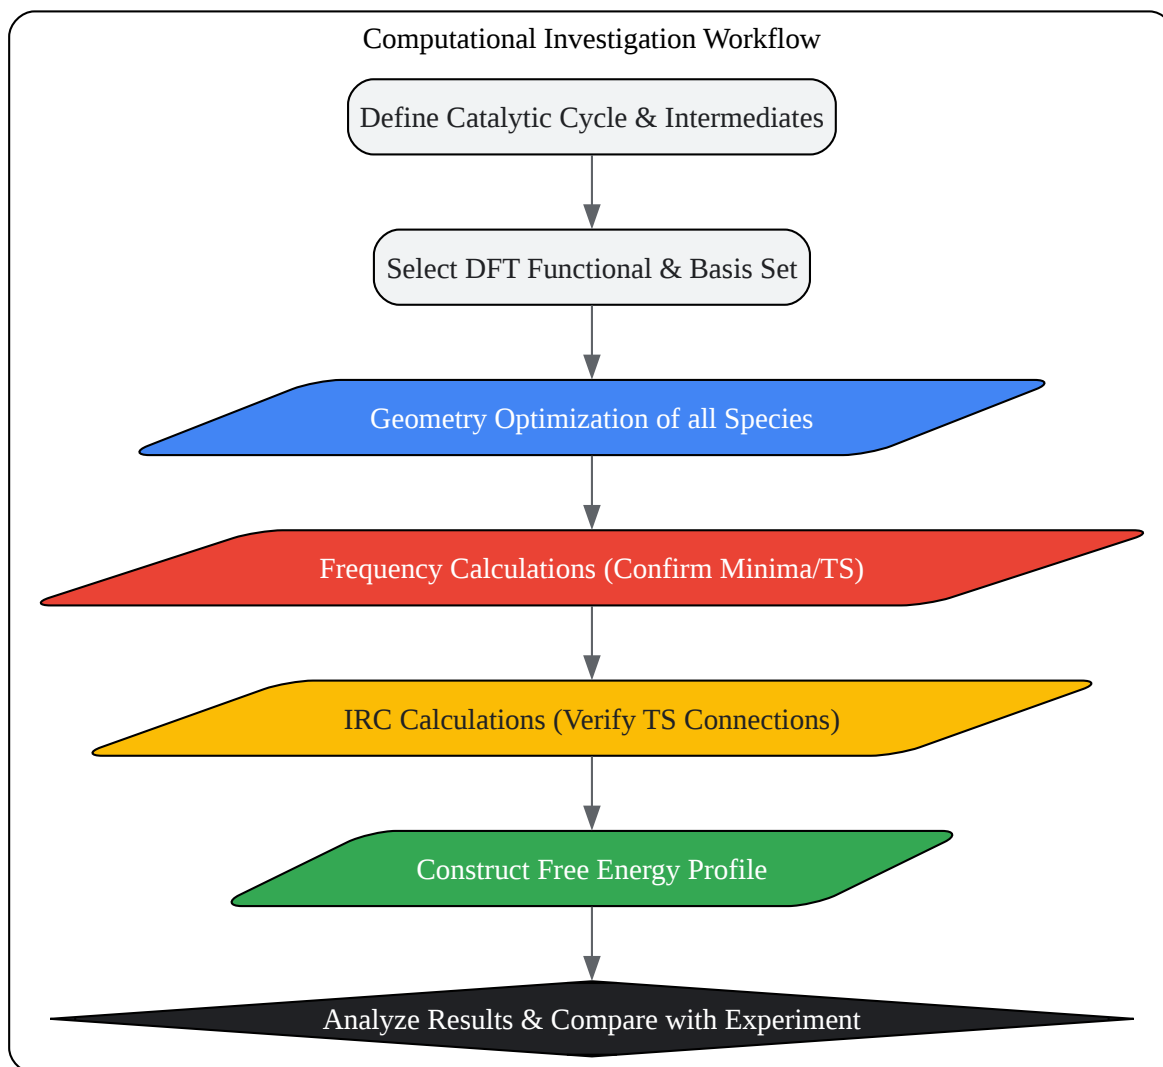 Computational Investigation Workflow
Define Catalytic Cycle & Intermediates
Select DFT Functional & Basis Set
Geometry Optimization of all Species
Frequency Calculations (Confirm Minima/TS)
IRC Calculations (Verify TS Connections)
Construct Free Energy Profile
Analyze Results & Compare with Experiment